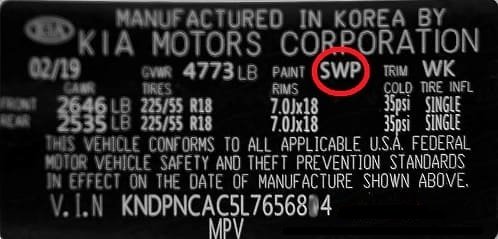 MANUFACTURED IN KOREA BY
KIA KIA MOTORS CORPORATION
02/19 GVWR 4773 LB PAINT SWP TRIM WK
GAWR TIRES RIMS COLD TIRE INFL
FRONT 2646 LB 225/55 R18 7.0Jx18 35psi SINGLE
REAR 2535 LB 225/55 R18 7.0Jx18 35psi SINGLE
THIS VEHICLE CONFORMS TO ALL APPLICABLE U.S.A. FEDERAL
MOTOR VEHICLE SAFETY AND THEFT PREVENTION STANDARDS
IN EFFECT ON THE DATE OF MANUFACTURE SHOWN ABOVE.
V.I.N
MPV